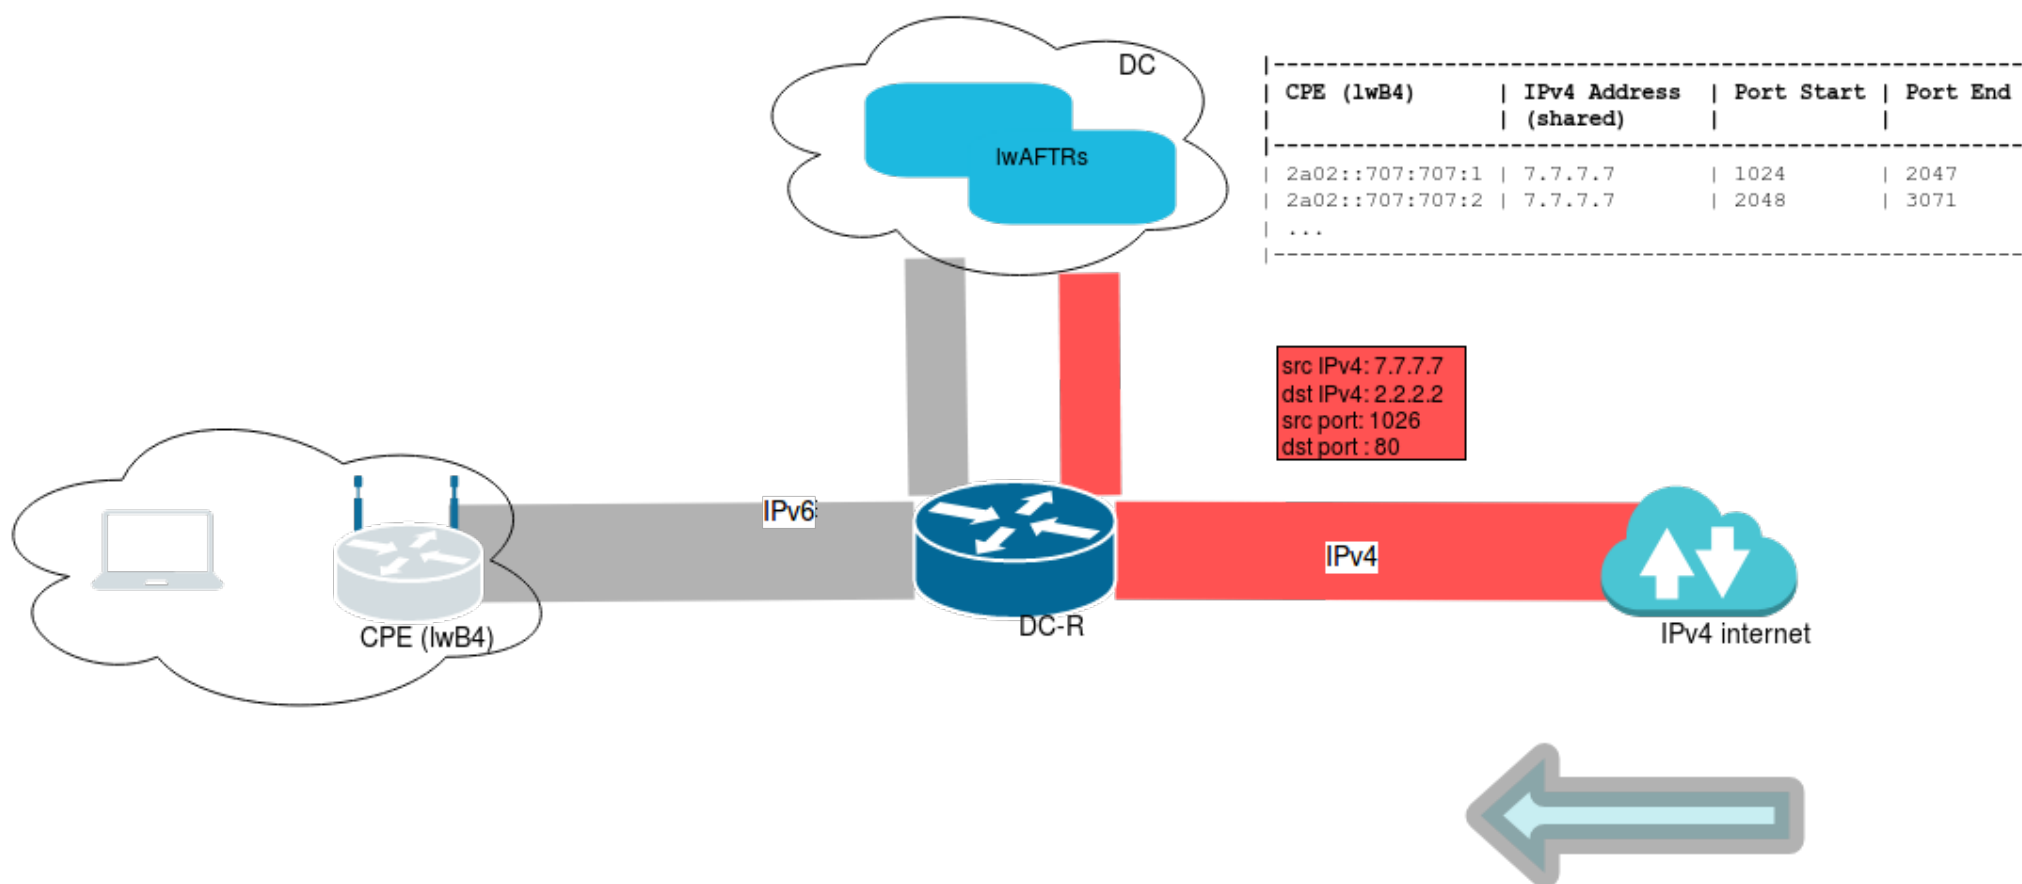 DC
lwAFTRs
|----------------------------------------------------------
| CPE (lwB4)       | IPv4 Address  | Port Start | Port End
|                  | (shared)      |            |
|----------------------------------------------------------
| 2a02::707:707:1 | 7.7.7.7       | 1024       | 2047
| 2a02::707:707:2 | 7.7.7.7       | 2048       | 3071
| ...
|----------------------------------------------------------
src IPv4: 7.7.7.7
dst IPv4: 2.2.2.2
src port: 1026
dst port : 80
IPv6
IPv4
CPE (lwB4)
DC-R
IPv4 internet